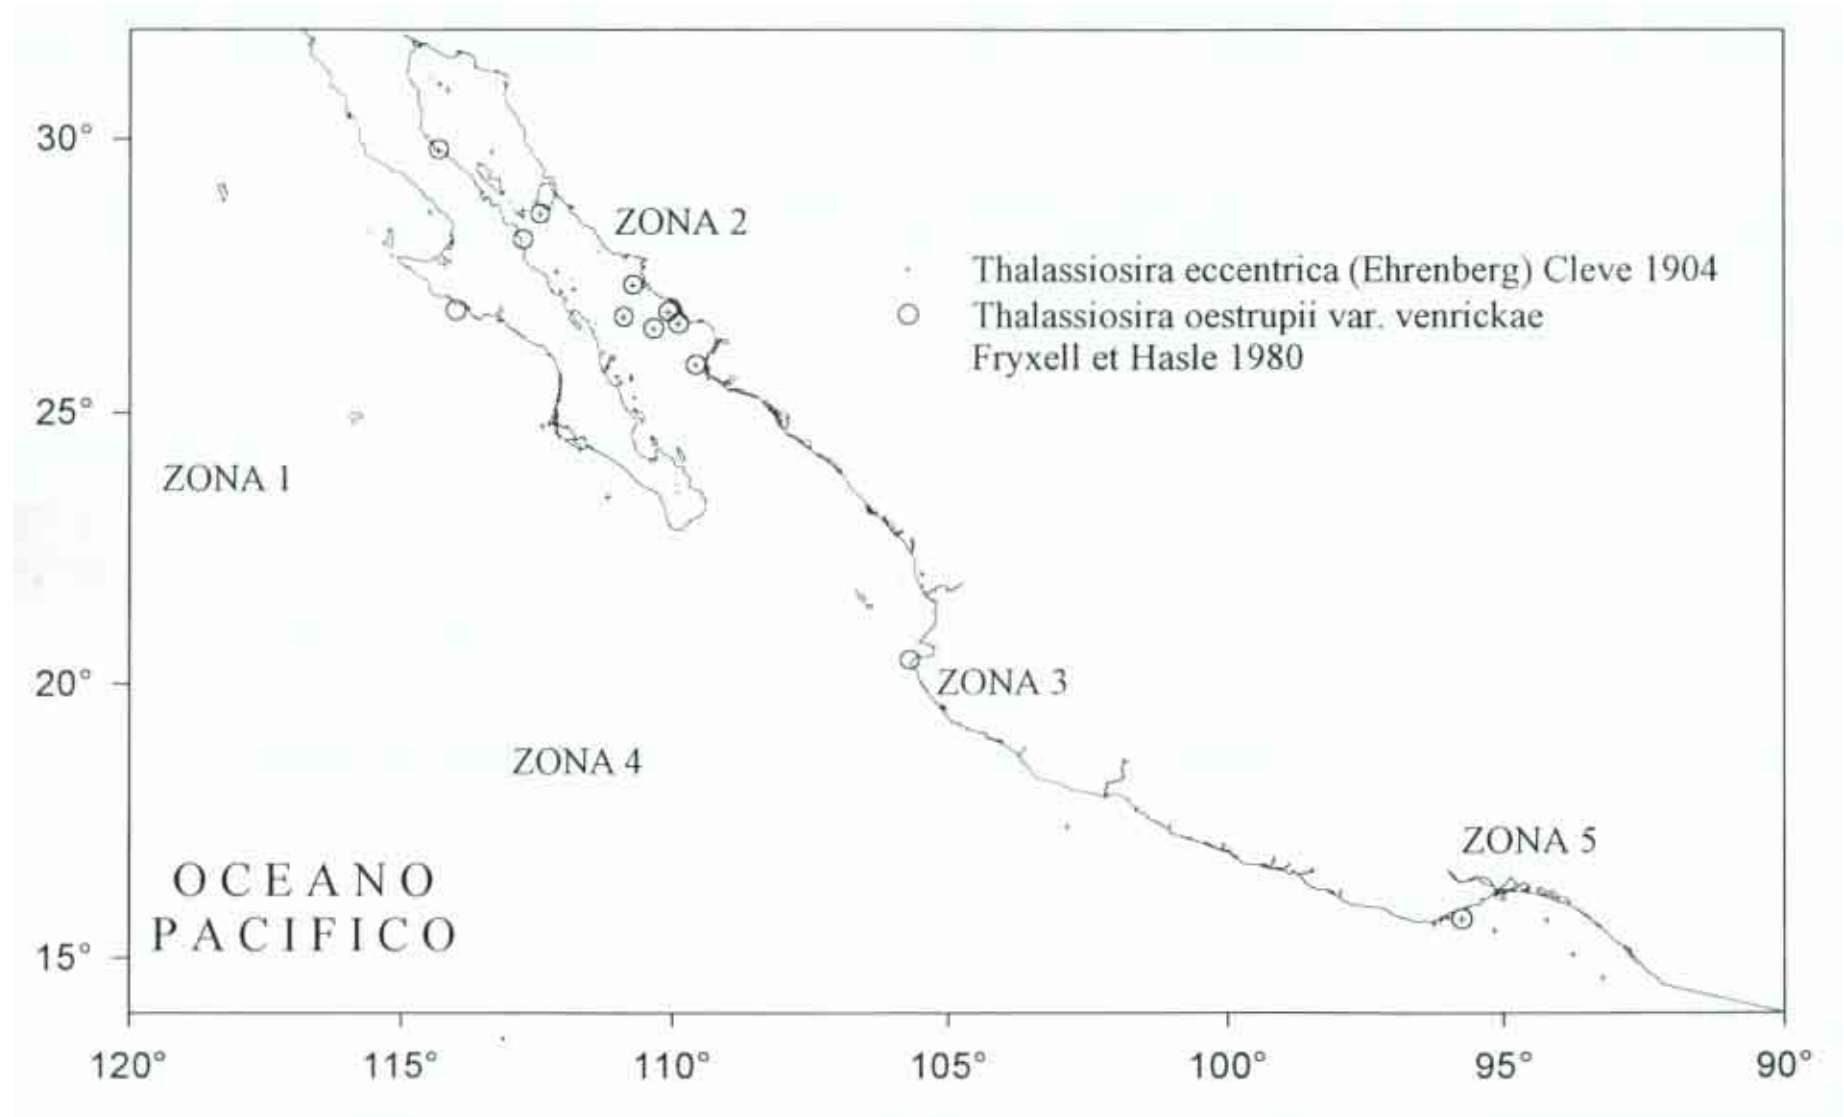 30°
ZONA 2
Thalassiosira eccentrica (Ehrenberg) Cleve 1904
Thalassiosira oestrupii var. venrickae
Fryxell et Hasle 1980
25°
ZONA 1
20°
ZONA 3
ZONA 4
ZONA 5
OCEANO
PACIFICO
15°
120° 115° 110° 105° 100° 95° 90°